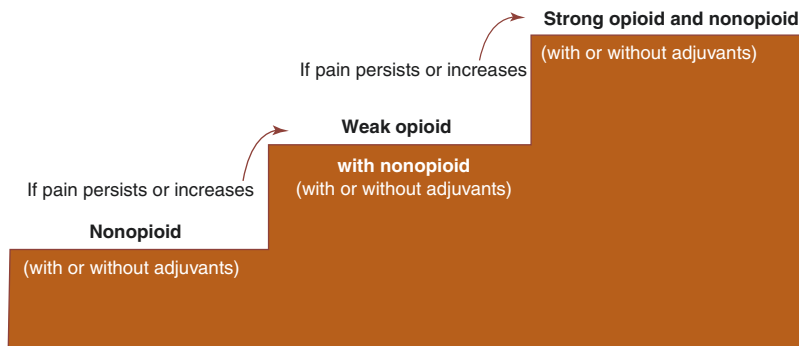 Strong opioid and nonopioid
(with or without adjuvants)
If pain persists or increases
Weak opioid
with nonopioid
(with or without adjuvants)
If pain persists or increases
Nonopioid
(with or without adjuvants)